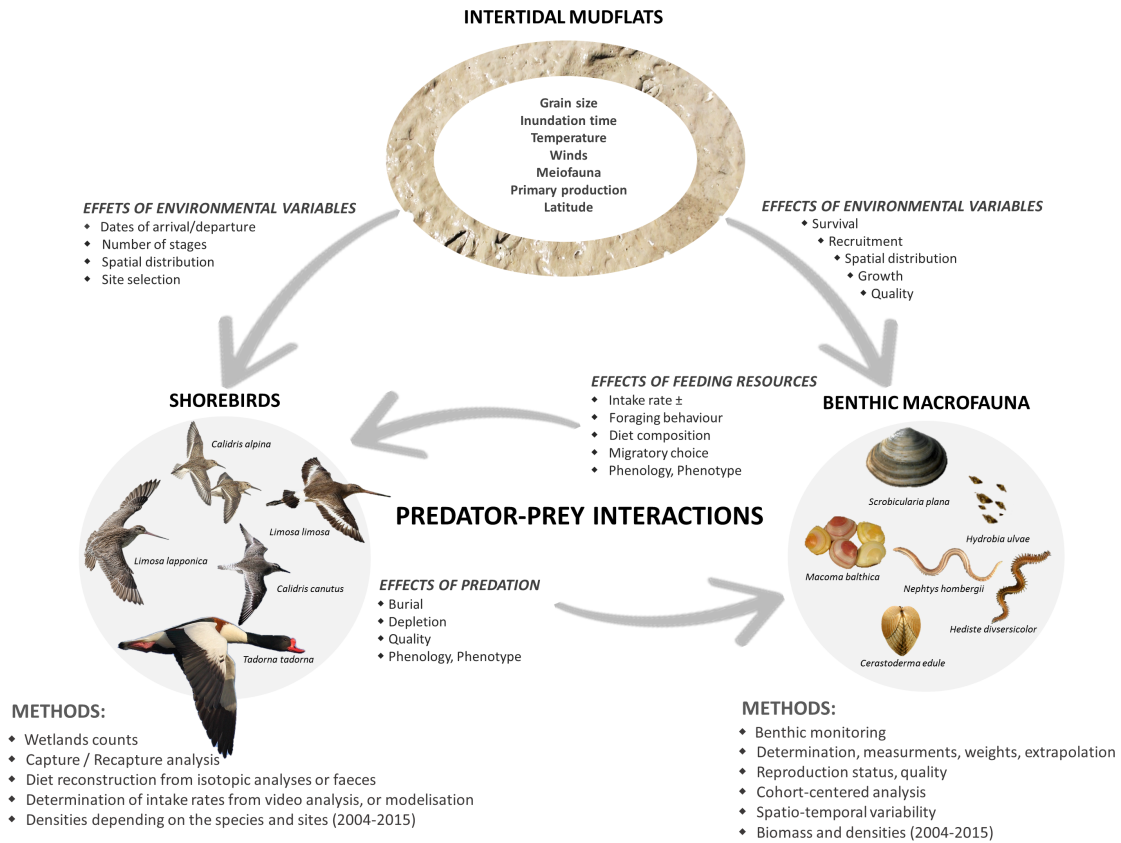 INTERTIDAL MUDFLATS
Grain size
Inundation time
Temperature
Winds
Meiofauna
Primary production
Latitude
EFFETS OF ENVIRONMENTAL VARIABLES
Dates of arrival/departure
Number of stages
Spatial distribution
Site selection
EFFECTS OF ENVIRONMENTAL VARIABLES
Survival
Recruitment
Spatial distribution
Growth
Quality
EFFECTS OF FEEDING RESOURCES
Intake rate ±
Foraging behaviour
Diet composition
Migratory choice
Phenology, Phenotype
SHOREBIRDS
Calidris alpina
Limosa limosa
Limosa lapponica
Calidris canutus
Tadorna tadorna
BENTHIC MACROFAUNA
Scrobicularia plana
Hydrobia ulvae
Macoma balthica
Nephtys hombergii
Hediste divsersicolor
Cerastoderma edule
PREDATOR-PREY INTERACTIONS
EFFECTS OF PREDATION
Burial
Depletion
Quality
Phenology, Phenotype
METHODS:
Wetlands counts
Capture / Recapture analysis
Diet reconstruction from isotopic analyses or faeces
Determination of intake rates from video analysis, or modelisation
Densities depending on the species and sites (2004-2015)
METHODS:
Benthic monitoring
Determination, measurments, weights, extrapolation
Reproduction status, quality
Cohort-centered analysis
Spatio-temporal variability
Biomass and densities (2004-2015)